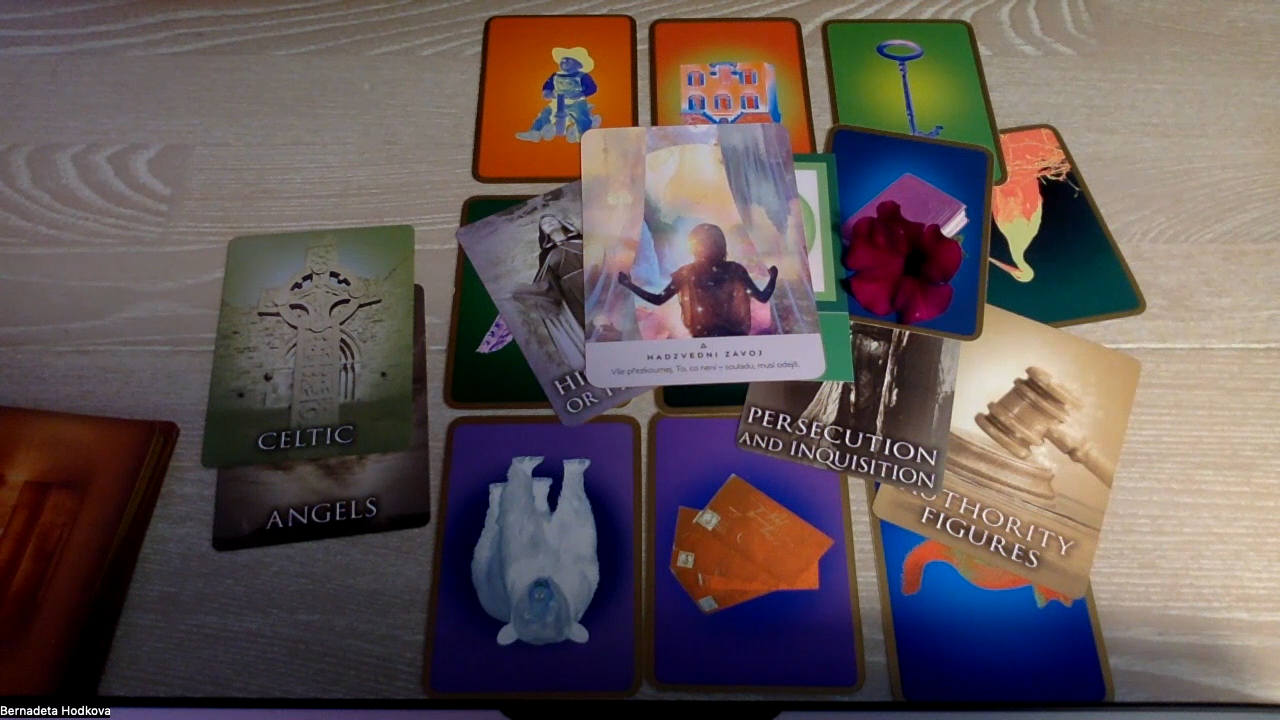 NADZVEDNI ZÁVOJ
Vše přezkoumej. To, co není v souladu, musí odejít.
OR
CELTIC
ANGELS
PERSECUTION
AND INQUISITION
AUTHORITY
FIGURES
Bernadeta Hodkova